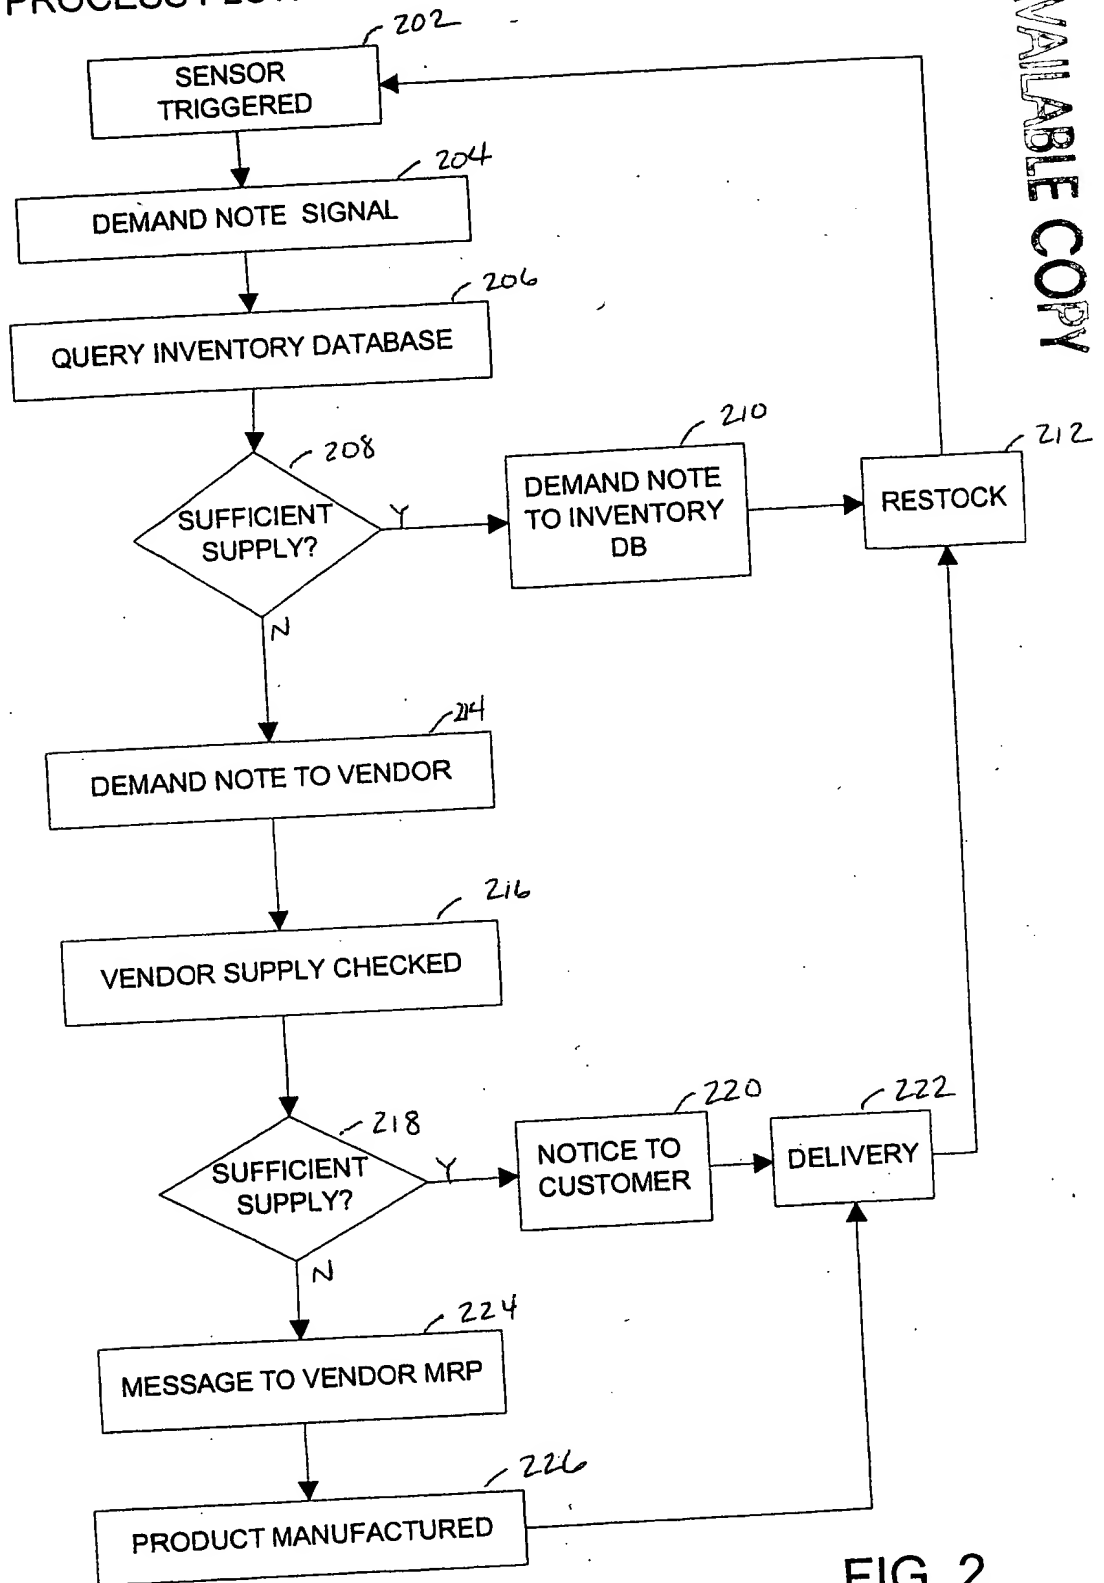 PROCESS FLOW
202
SENSOR
TRIGGERED
204
DEMAND NOTE SIGNAL
206
QUERY INVENTORY DATABASE
208
SUFFICIENT
SUPPLY?
Y
N
210
DEMAND NOTE
TO INVENTORY
DB
212
RESTOCK
214
DEMAND NOTE TO VENDOR
216
VENDOR SUPPLY CHECKED
218
SUFFICIENT
SUPPLY?
Y
N
220
NOTICE TO
CUSTOMER
222
DELIVERY
224
MESSAGE TO VENDOR MRP
226
PRODUCT MANUFACTURED
FIG. 2
VAILABLE COPY